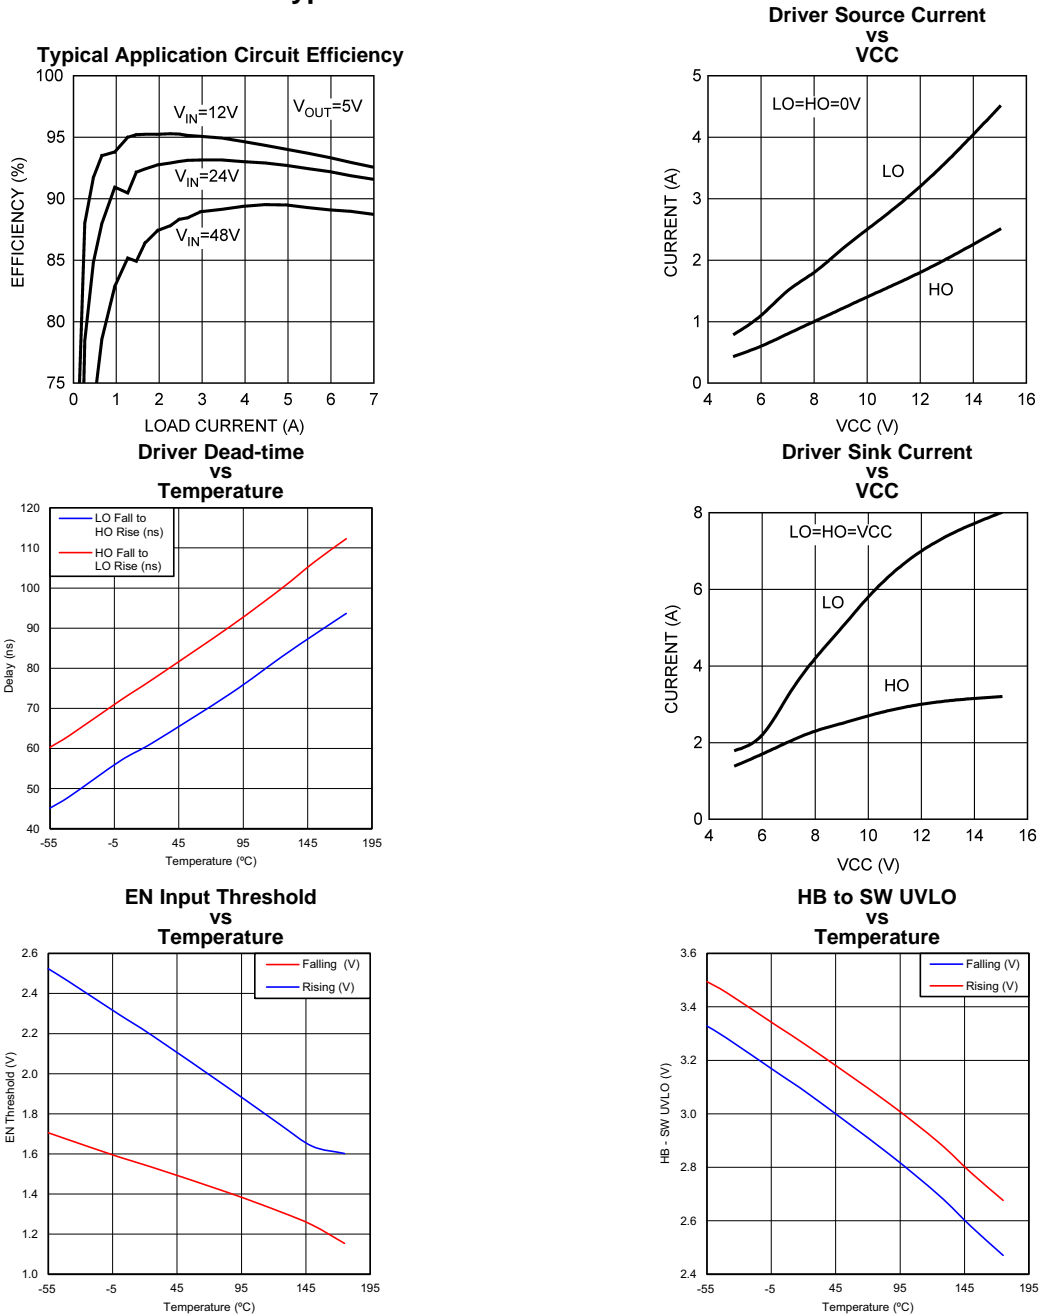 Typical Application Circuit Efficiency
100
95
90
85
80
75
EFFICIENCY (%)
VIN=12V
VOUT=5V
VIN=24V
VIN=48V
0 1 2 3 4 5 6 7
LOAD CURRENT (A)
Driver Source Current
vs
VCC
5
4
3
2
1
0
CURRENT (A)
LO=HO=0V
LO
HO
4 6 8 10 12 14 16
VCC (V)
Driver Dead-time
vs
Temperature
120
110
100
90
80
70
60
50
40
Delay (ns)
LO Fall to
HO Rise (ns)
HO Fall to
LO Rise (ns)
-55 -5 45 95 145 195
Temperature (ºC)
Driver Sink Current
vs
VCC
8
6
4
2
0
CURRENT (A)
LO=HO=VCC
LO
HO
4 6 8 10 12 14 16
VCC (V)
EN Input Threshold
vs
Temperature
2.6
2.4
2.2
2.0
1.8
1.6
1.4
1.2
1.0
EN Threshold (V)
Falling (V)
Rising (V)
-55 -5 45 95 145 195
Temperature (ºC)
HB to SW UVLO
vs
Temperature
3.6
3.4
3.2
3.0
2.8
2.6
2.4
HB - SW UVLO (V)
Falling (V)
Rising (V)
-55 -5 45 95 145 195
Temperature (ºC)